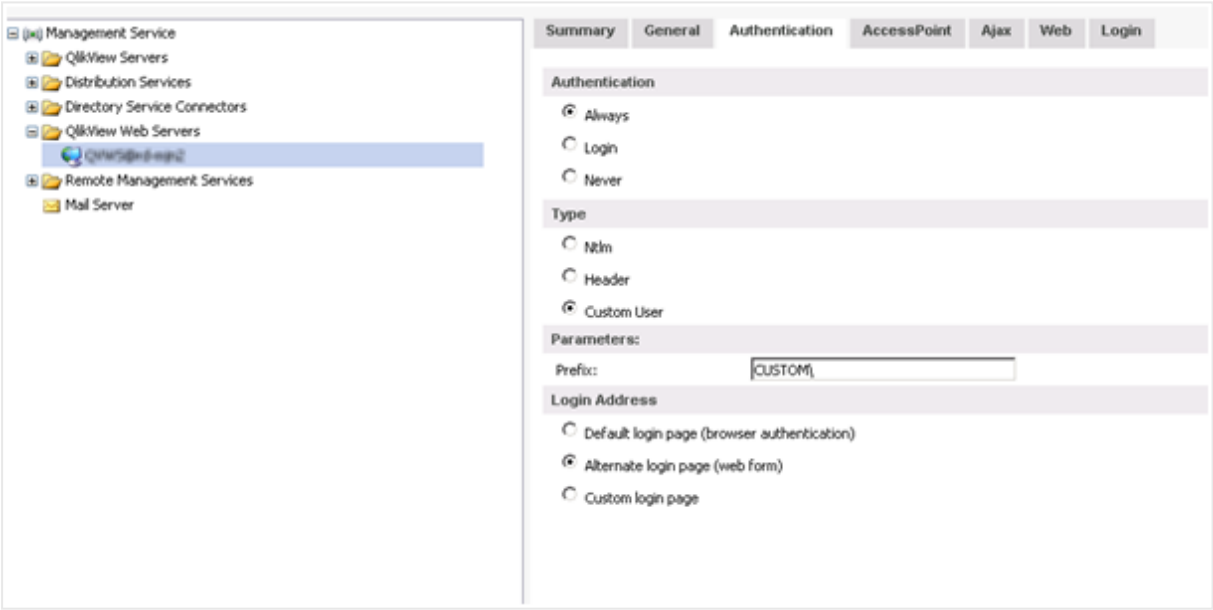 Management Service
QlikView Servers
Distribution Services
Directory Service Connectors
QlikView Web Servers
Remote Management Services
Mail Server
Summary General Authentication AccessPoint Ajax Web Login
Authentication
Always
Login
Never
Type
Ntlm
Header
Custom User
Parameters:
Prefix: CUSTOM\
Login Address
Default login page (browser authentication)
Alternate login page (web form)
Custom login page